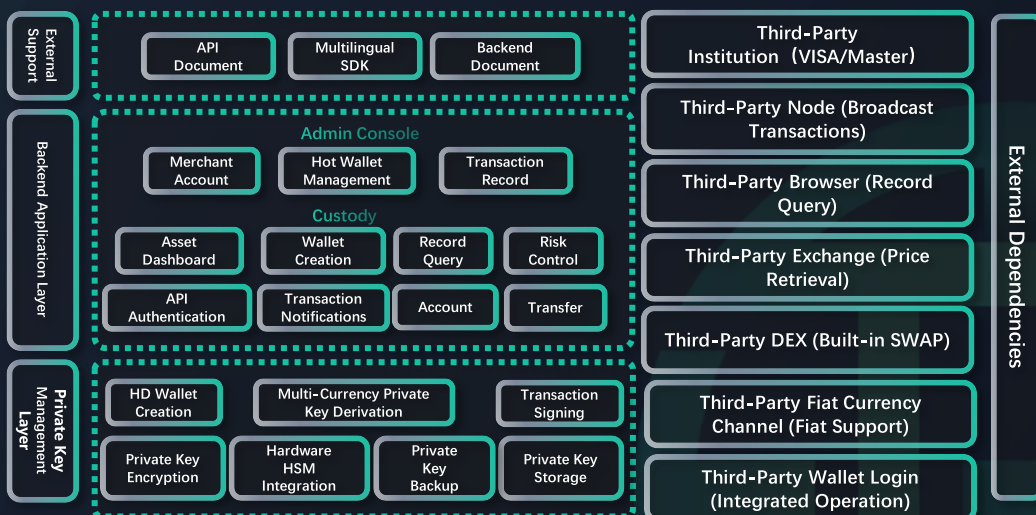 External
Support
API
Document
Multilingual
SDK
Backend
Document
Backend Application Layer
Admin Console
Merchant
Account
Hot Wallet
Management
Transaction
Record
Custody
Asset
Dashboard
Wallet
Creation
Record
Query
Risk
Control
API
Authentication
Transaction
Notifications
Account
Transfer
Private Key
Management
Layer
HD Wallet
Creation
Multi-Currency Private
Key Derivation
Transaction
Signing
Private Key
Encryption
Hardware
HSM
Integration
Private
Key
Backup
Private Key
Storage
Third-Party
Institution（VISA/Master）
Third-Party Node (Broadcast
Transactions)
Third-Party Browser (Record
Query)
Third-Party Exchange (Price
Retrieval)
Third-Party DEX (Built-in SWAP)
Third-Party Fiat Currency
Channel (Fiat Support)
Third-Party Wallet Login
(Integrated Operation)
External Dependencies